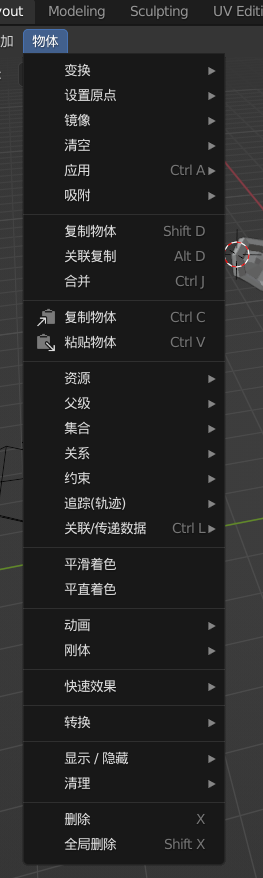 out Modeling Sculpting UV Editi
加 物体
变换
设置原点
镜像
清空
应用 Ctrl A
吸附
复制物体 Shift D
关联复制 Alt D
合并 Ctrl J
复制物体 Ctrl C
粘贴物体 Ctrl V
资源
父级
集合
关系
约束
追踪(轨迹)
关联/传递数据 Ctrl L
平滑着色
平直着色
动画
刚体
快速效果
转换
显示 / 隐藏
清理
删除 X
全局删除 Shift X